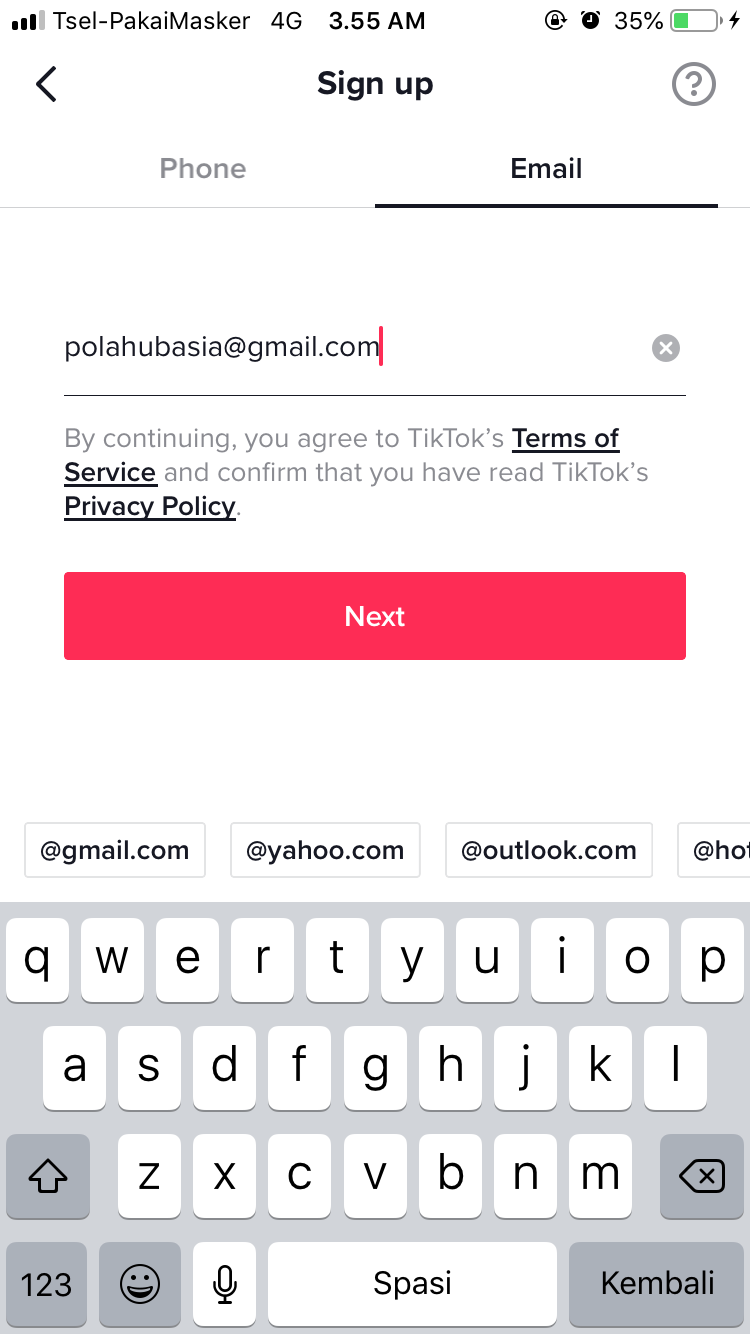 Tsel-PakaiMasker 4G 3.55 AM 35%
Sign up ?
Phone Email
polahubasia@gmail.com
By continuing, you agree to TikTok's Terms of
Service and confirm that you have read TikTok's
Privacy Policy.
Next
@gmail.com @yahoo.com @outlook.com @hot
q w e r t y u i o p
a s d f g h j k l
z x c v b n m
123 Spasi Kembali